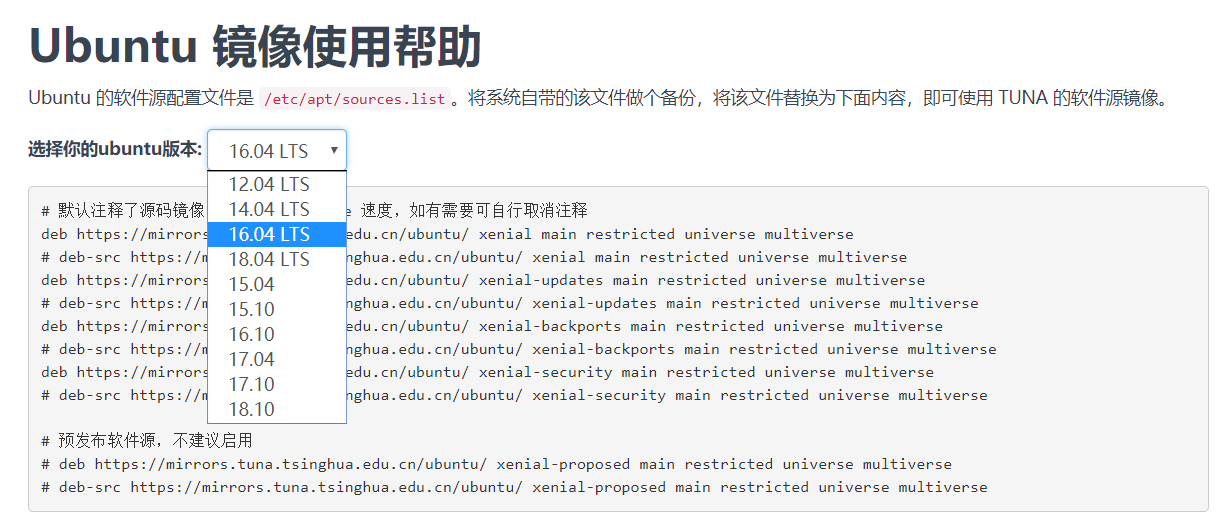 Ubuntu 镜像使用帮助
Ubuntu 的软件源配置文件是 /etc/apt/sources.list 。将系统自带的该文件做个备份，将该文件替换为下面内容，即可使用 TUNA 的软件源镜像。
选择你的ubuntu版本: 16.04 LTS
12.04 LTS
14.04 LTS
16.04 LTS
18.04 LTS
15.04
15.10
16.10
17.04
17.10
18.10
# 默认注释了源码镜像 速度，如有需要可自行取消注释
deb https://mirrors edu.cn/ubuntu/ xenial main restricted universe multiverse
# deb-src https://m inghua.edu.cn/ubuntu/ xenial main restricted universe multiverse
deb https://mirrors edu.cn/ubuntu/ xenial-updates main restricted universe multiverse
# deb-src https://m inghua.edu.cn/ubuntu/ xenial-updates main restricted universe multiverse
deb https://mirrors edu.cn/ubuntu/ xenial-backports main restricted universe multiverse
# deb-src https://m inghua.edu.cn/ubuntu/ xenial-backports main restricted universe multiverse
deb https://mirrors edu.cn/ubuntu/ xenial-security main restricted universe multiverse
# deb-src https://m inghua.edu.cn/ubuntu/ xenial-security main restricted universe multiverse
# 预发布软件源，不建议启用
# deb https://mirrors.tuna.tsinghua.edu.cn/ubuntu/ xenial-proposed main restricted universe multiverse
# deb-src https://mirrors.tuna.tsinghua.edu.cn/ubuntu/ xenial-proposed main restricted universe multiverse